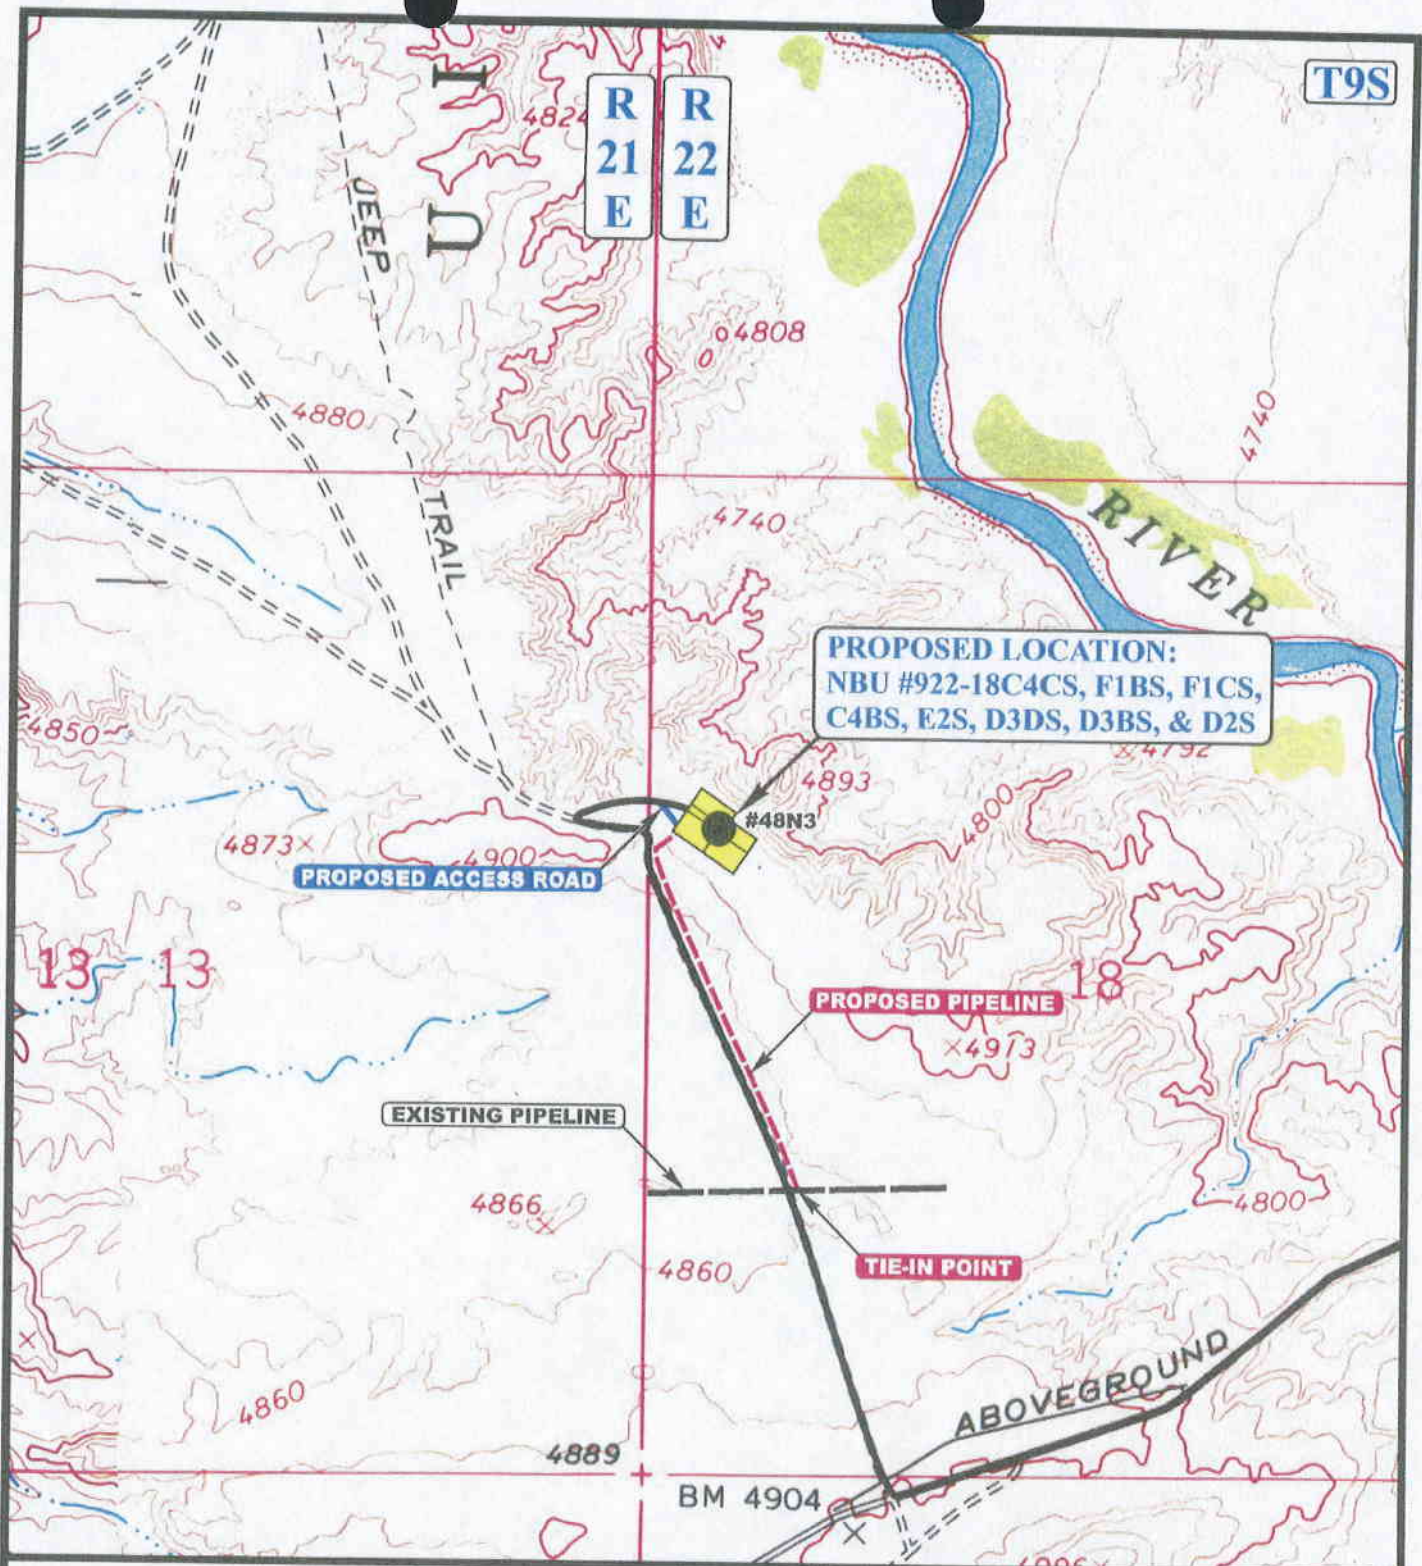 T9S
R
21
E
R
22
E
I
U
4824
JEEP
4808
4880
4740
TRAIL
4740
RIVER
PROPOSED LOCATION:
NBU #922-18C4CS, F1BS, F1CS,
C4BS, E2S, D3DS, D3BS, & D2S
4850
4792
4893
4800
#48N3
4873
4900
PROPOSED ACCESS ROAD
13
13
18
PROPOSED PIPELINE
4913
EXISTING PIPELINE
4866
4800
4860
TIE-IN POINT
4860
ABOVEGROUND
4889
BM 4904